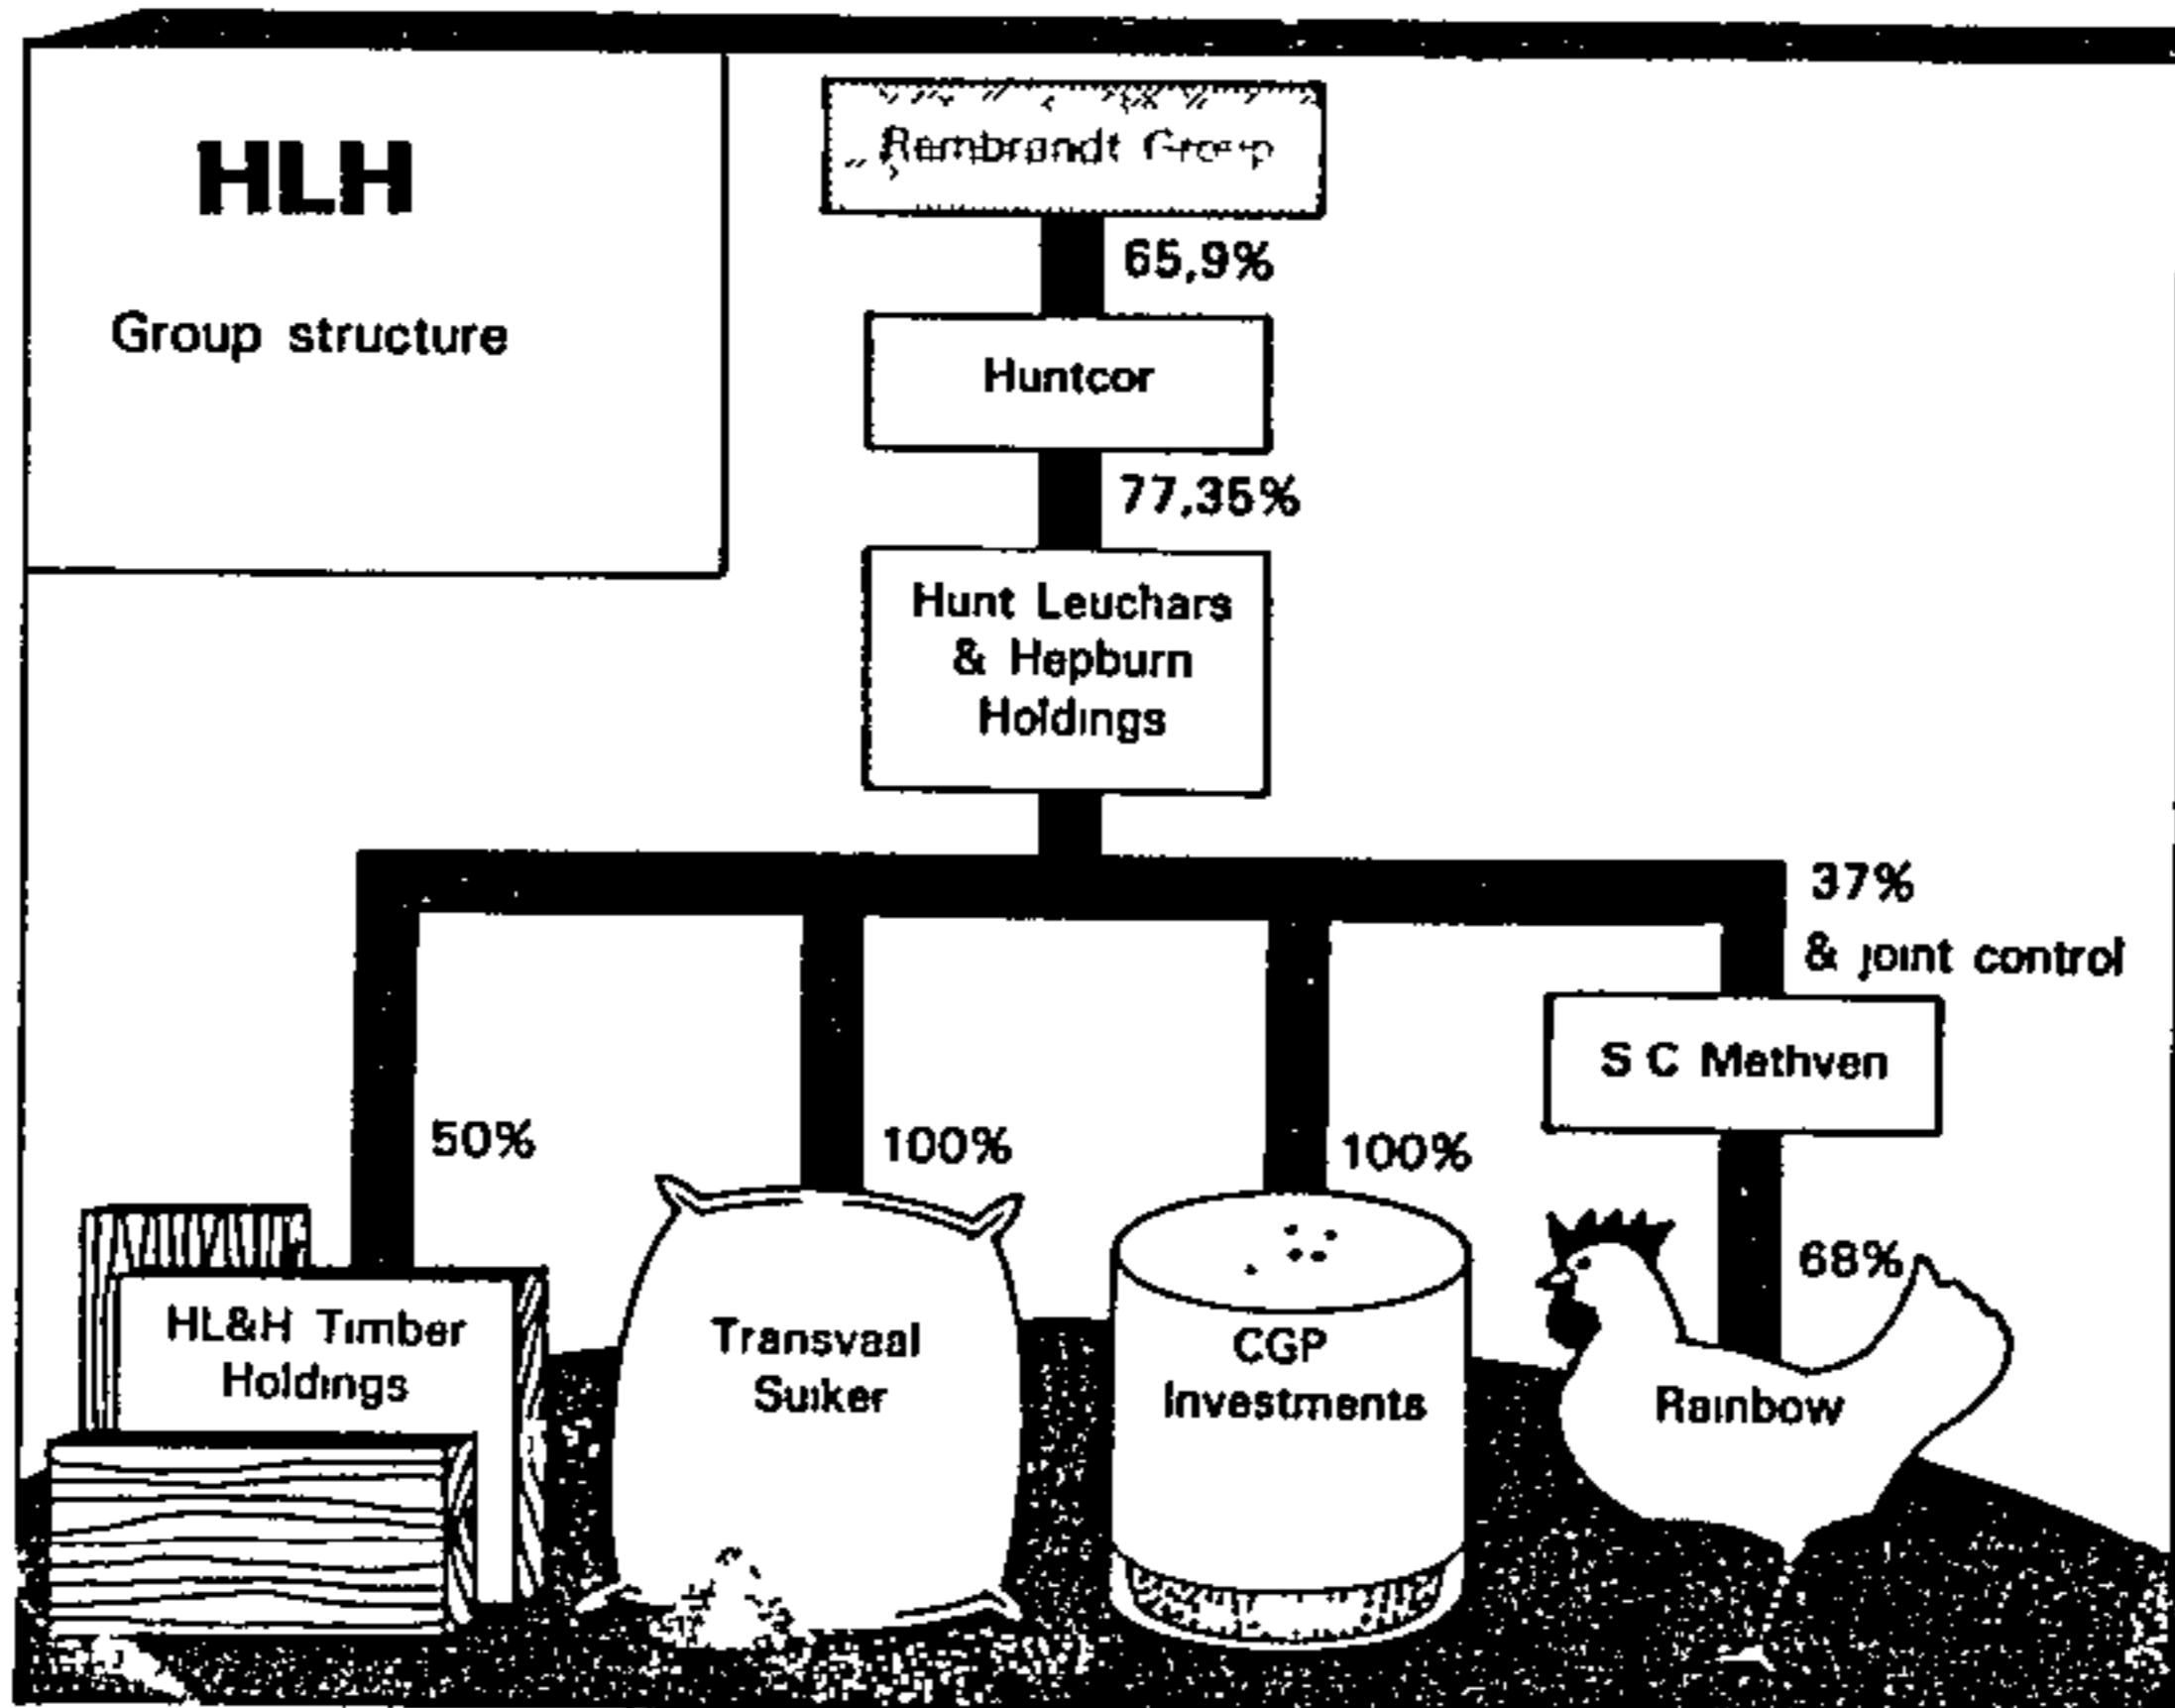 HLH
Group structure
Rembrandt Group
65,9%
Huntcor
77,35%
Hunt Leuchars
& Hepburn
Holdings
37%
& joint control
S C Methven
50%
100%
100%
68%
HL&H Timber
Holdings
Transvaal
Suiker
CGP
Investments
Rainbow